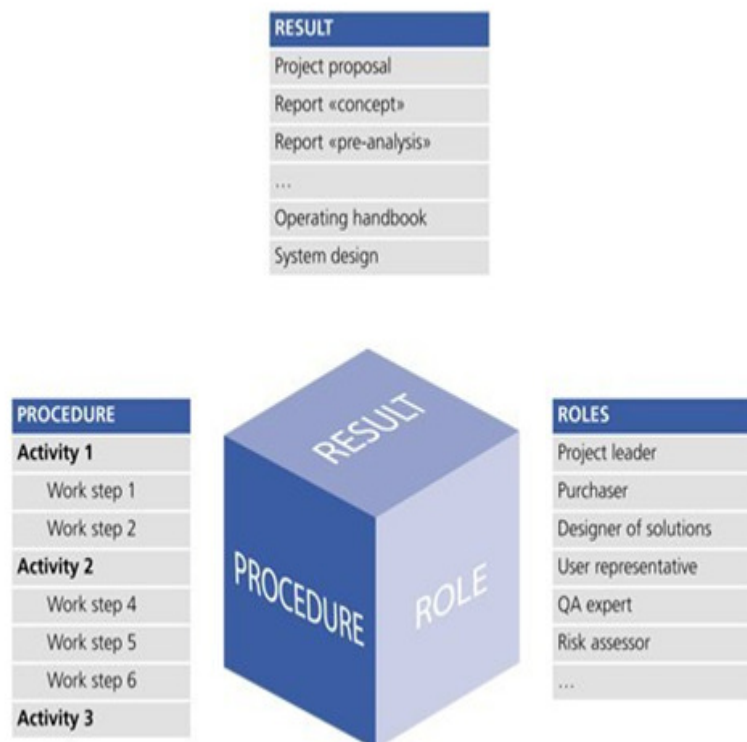 RESULT
Project proposal
Report «concept»
Report «pre-analysis»
...
Operating handbook
System design
PROCEDURE
Activity 1
Work step 1
Work step 2
Activity 2
Work step 4
Work step 5
Work step 6
Activity 3
RESULT
PROCEDURE
ROLE
ROLES
Project leader
Purchaser
Designer of solutions
User representative
QA expert
Risk assessor
...